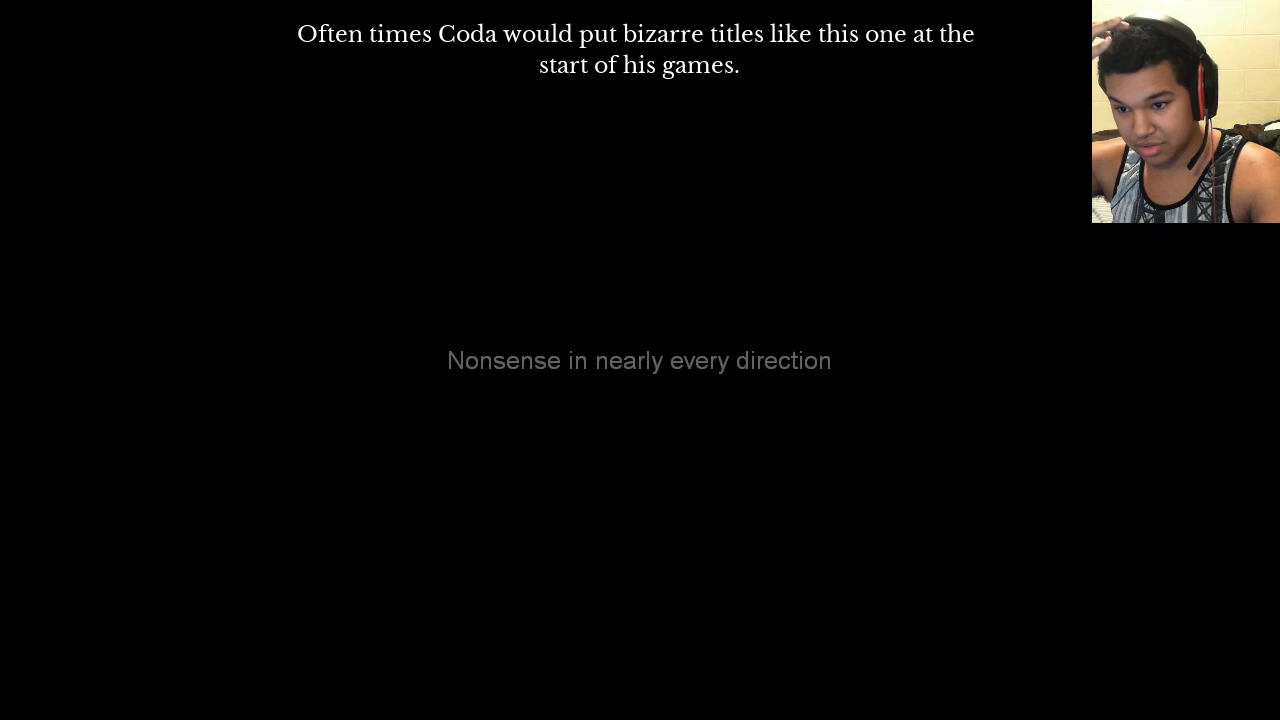 Often times Coda would put bizarre titles like this one at the
start of his games.
Nonsense in nearly every direction